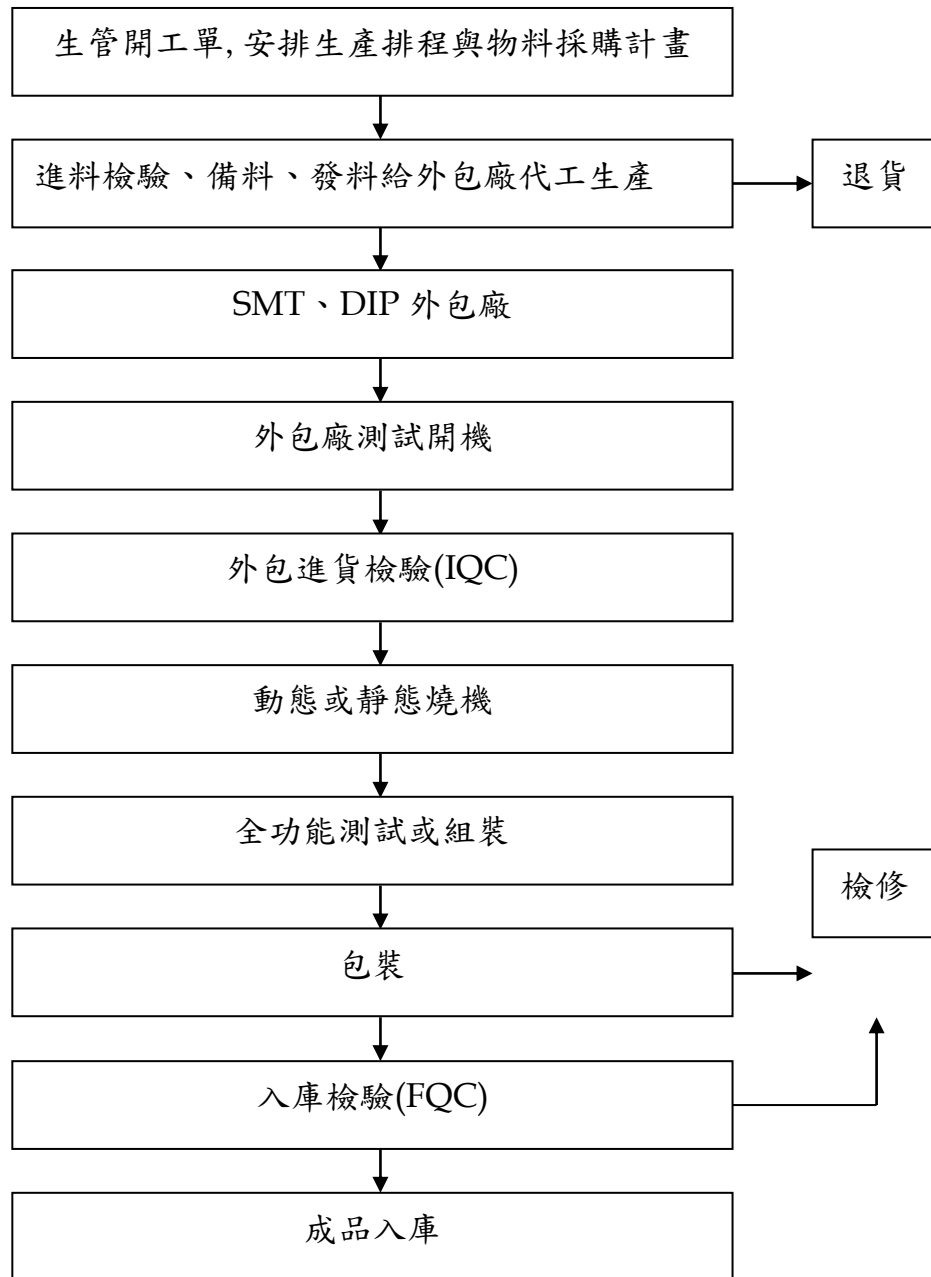 生管開工單, 安排生產排程與物料採購計畫
進料檢驗、備料、發料給外包廠代工生產
退貨
SMT、DIP 外包廠
外包廠測試開機
外包進貨檢驗(IQC)
動態或靜態燒機
全功能測試或組裝
檢修
包裝
入庫檢驗(FQC)
成品入庫